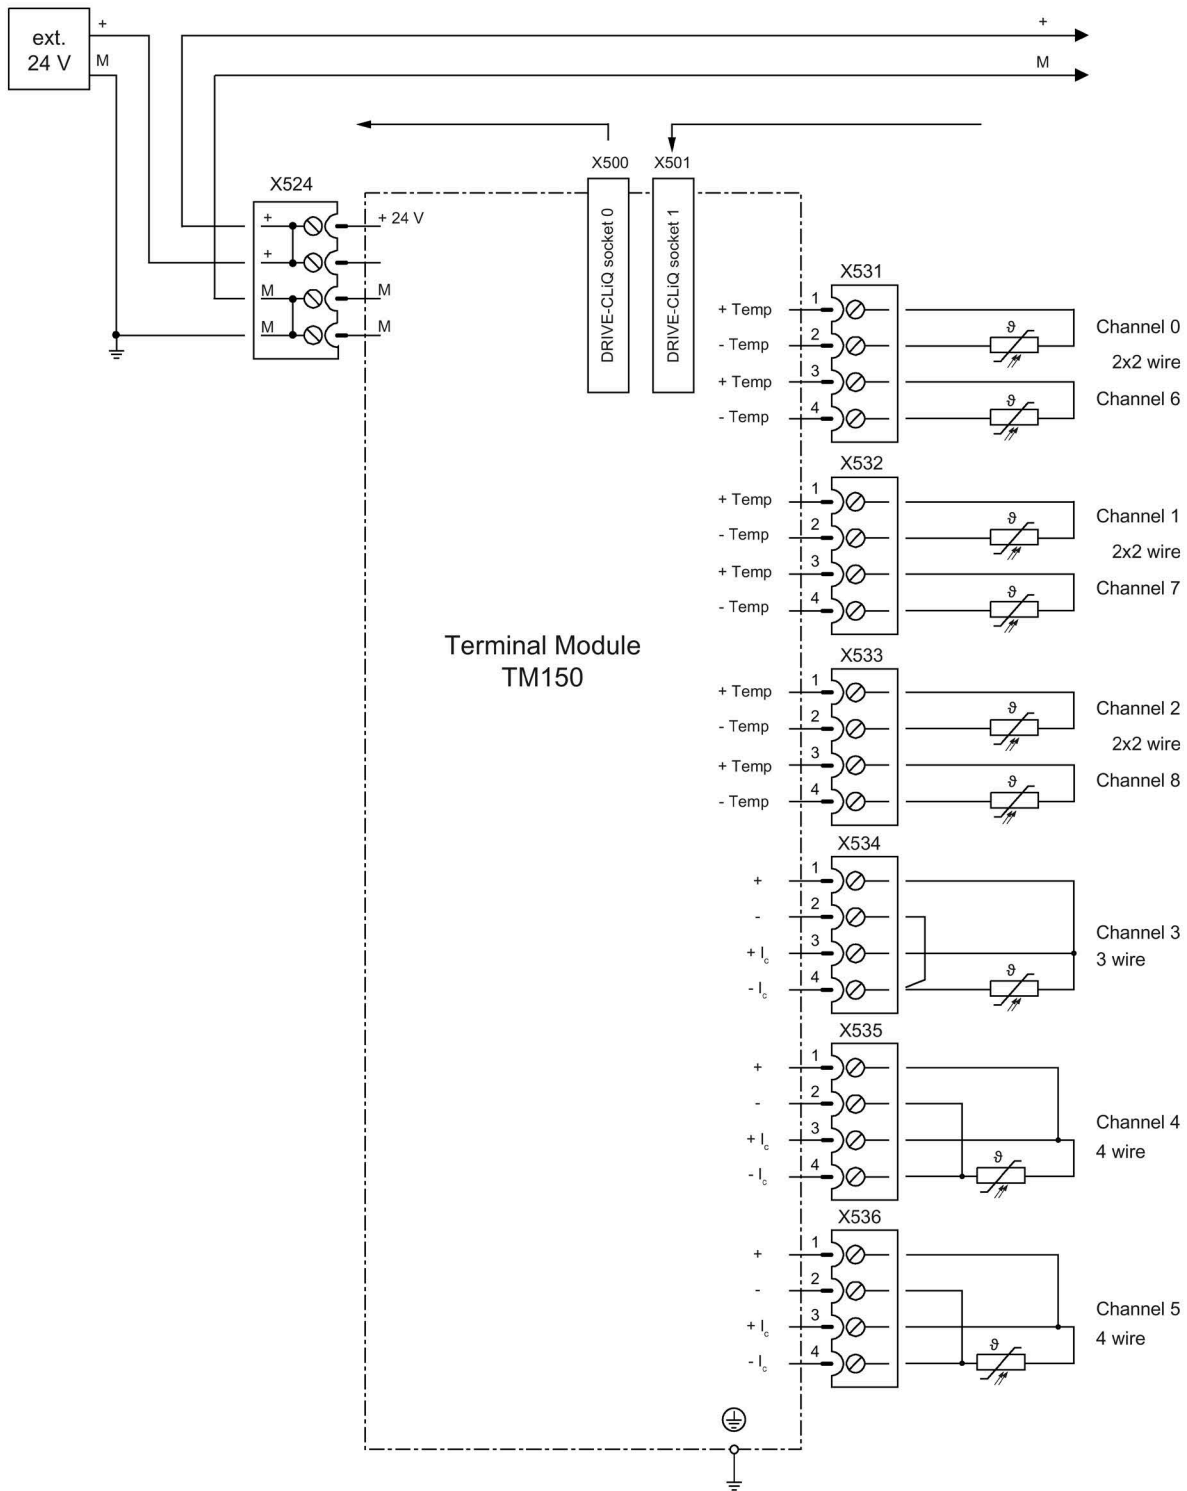 ext.
24 V
+
M
+
M
X500
X501
X524
DRIVE-CLiQ socket 0
DRIVE-CLiQ socket 1
+
+ 24 V
+
M
M
M
M
Terminal Module
TM150
X531
+ Temp 1
- Temp 2
+ Temp 3
- Temp 4
ϑ
ϑ
Channel 0
2x2 wire
Channel 6
X532
+ Temp 1
- Temp 2
+ Temp 3
- Temp 4
ϑ
ϑ
Channel 1
2x2 wire
Channel 7
X533
+ Temp 1
- Temp 2
+ Temp 3
- Temp 4
ϑ
ϑ
Channel 2
2x2 wire
Channel 8
X534
+ 1
- 2
+ Ic 3
- Ic 4
ϑ
Channel 3
3 wire
X535
+ 1
- 2
+ Ic 3
- Ic 4
ϑ
Channel 4
4 wire
X536
+ 1
- 2
+ Ic 3
- Ic 4
ϑ
Channel 5
4 wire